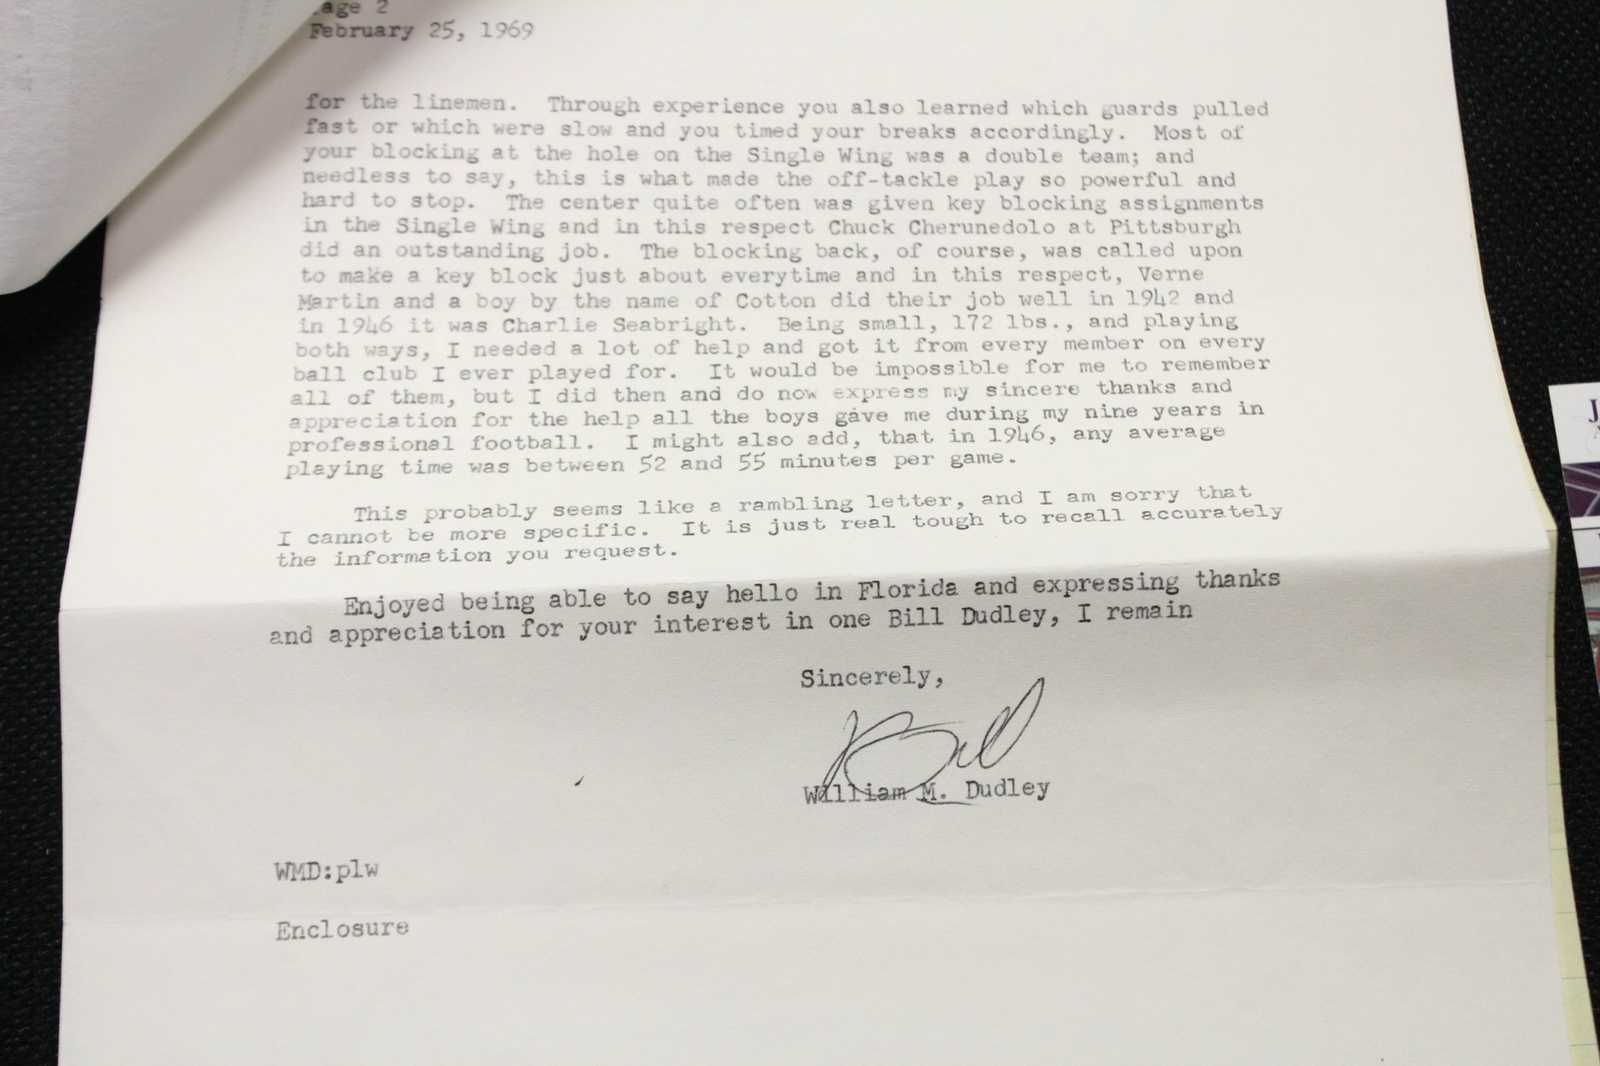 Page 2
February 25, 1969
for the linemen. Through experience you also learned which guards pulled
fast or which were slow and you timed your breaks accordingly. Most of
your blocking at the hole on the Single Wing was a double team; and
needless to say, this is what made the off-tackle play so powerful and
hard to stop. The center quite often was given key blocking assignments
in the Single Wing and in this respect Chuck Cherunedolo at Pittsburgh
did an outstanding job. The blocking back, of course, was called upon
to make a key block just about everytime and in this respect, Verne
Martin and a boy by the name of Cotton did their job well in 1942 and
in 1946 it was Charlie Seabright. Being small, 172 lbs., and playing
both ways, I needed a lot of help and got it from every member on every
ball club I ever played for. It would be impossible for me to remember
all of them, but I did then and do now express my sincere thanks and
appreciation for the help all the boys gave me during my nine years in
professional football. I might also add, that in 1946, any average
playing time was between 52 and 55 minutes per game.
This probably seems like a rambling letter, and I am sorry that
I cannot be more specific. It is just real tough to recall accurately
the information you request.
Enjoyed being able to say hello in Florida and expressing thanks
and appreciation for your interest in one Bill Dudley, I remain
Sincerely,
Bill
William M. Dudley
WMD:plw
Enclosure